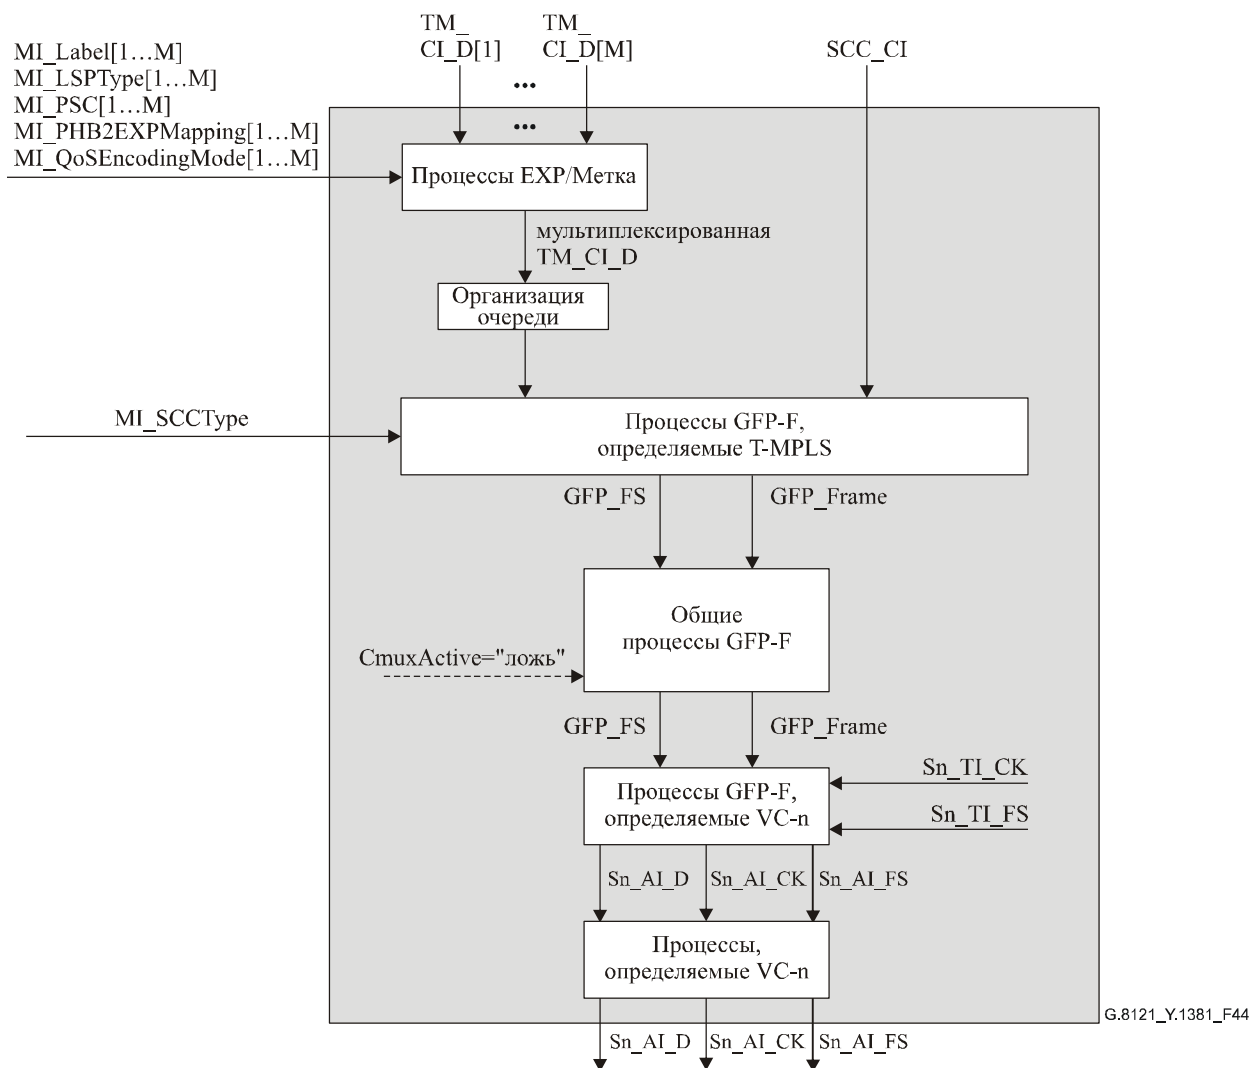 TM_
CI_D[1]
TM_
CI_D[M]
SCC_CI
MI_Label[1…M]
MI_LSPType[1…M]
MI_PSC[1…M]
MI_PHB2EXPMapping[1…M]
MI_QoSEncodingMode[1…M]
...
...
Процессы EXP/Метка
мультиплексированная
TM_CI_D
Организация
очереди
MI_SCCType
Процессы GFP-F,
определяемые T-MPLS
GFP_FS
GFP_Frame
Общие
процессы GFP-F
CmuxActive="ложь"
GFP_FS
GFP_Frame
Процессы GFP-F,
определяемые VC-n
Sn_TI_CK
Sn_TI_FS
Sn_AI_D
Sn_AI_CK
Sn_AI_FS
Процессы,
определяемые VC-n
G.8121_Y.1381_F44
Sn_AI_D
Sn_AI_CK
Sn_AI_FS